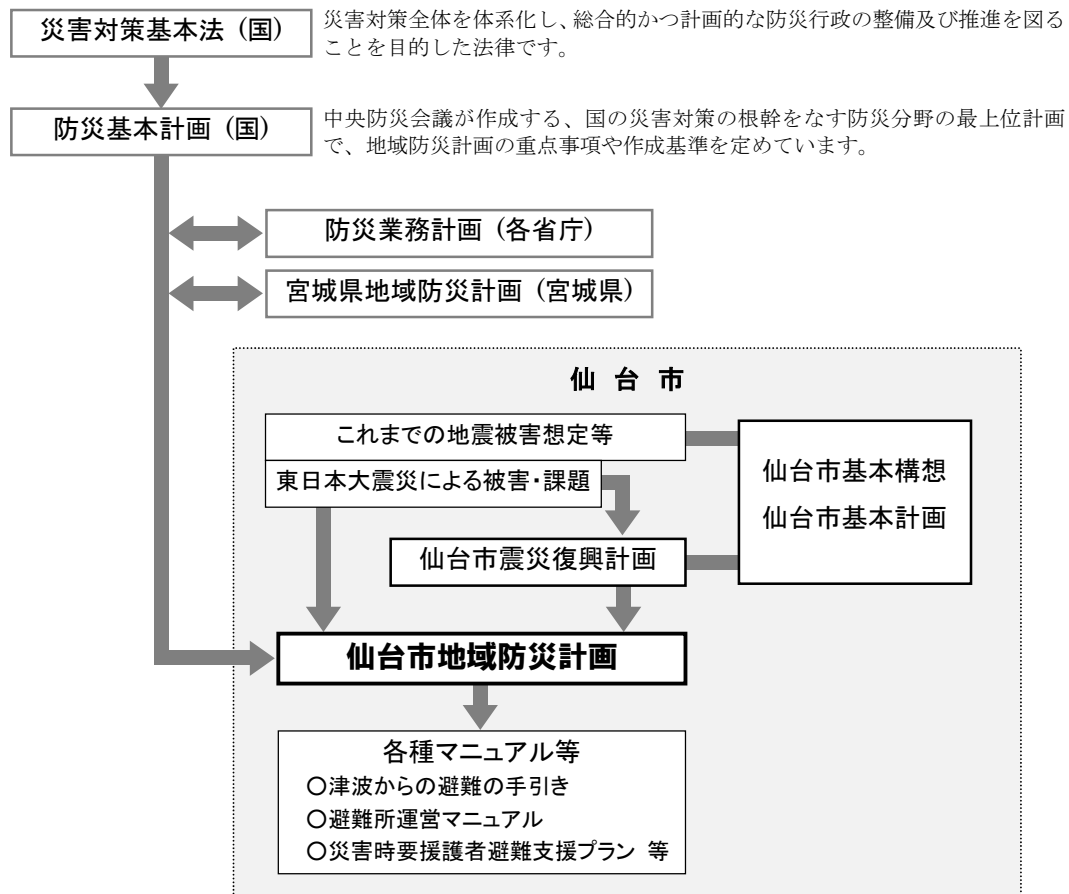 災害対策基本法（国）
災害対策全体を体系化し、総合的かつ計画的な防災行政の整備及び推進を図る
ことを目的した法律です。
防災基本計画（国）
中央防災会議が作成する、国の災害対策の根幹をなす防災分野の最上位計画
で、地域防災計画の重点事項や作成基準を定めています。
防災業務計画（各省庁）
宮城県地域防災計画（宮城県）
仙 台 市
これまでの地震被害想定等
東日本大震災による被害・課題
仙台市基本構想
仙台市基本計画
仙台市震災復興計画
仙台市地域防災計画
各種マニュアル等
○津波からの避難の手引き
○避難所運営マニュアル
○災害時要援護者避難支援プラン 等